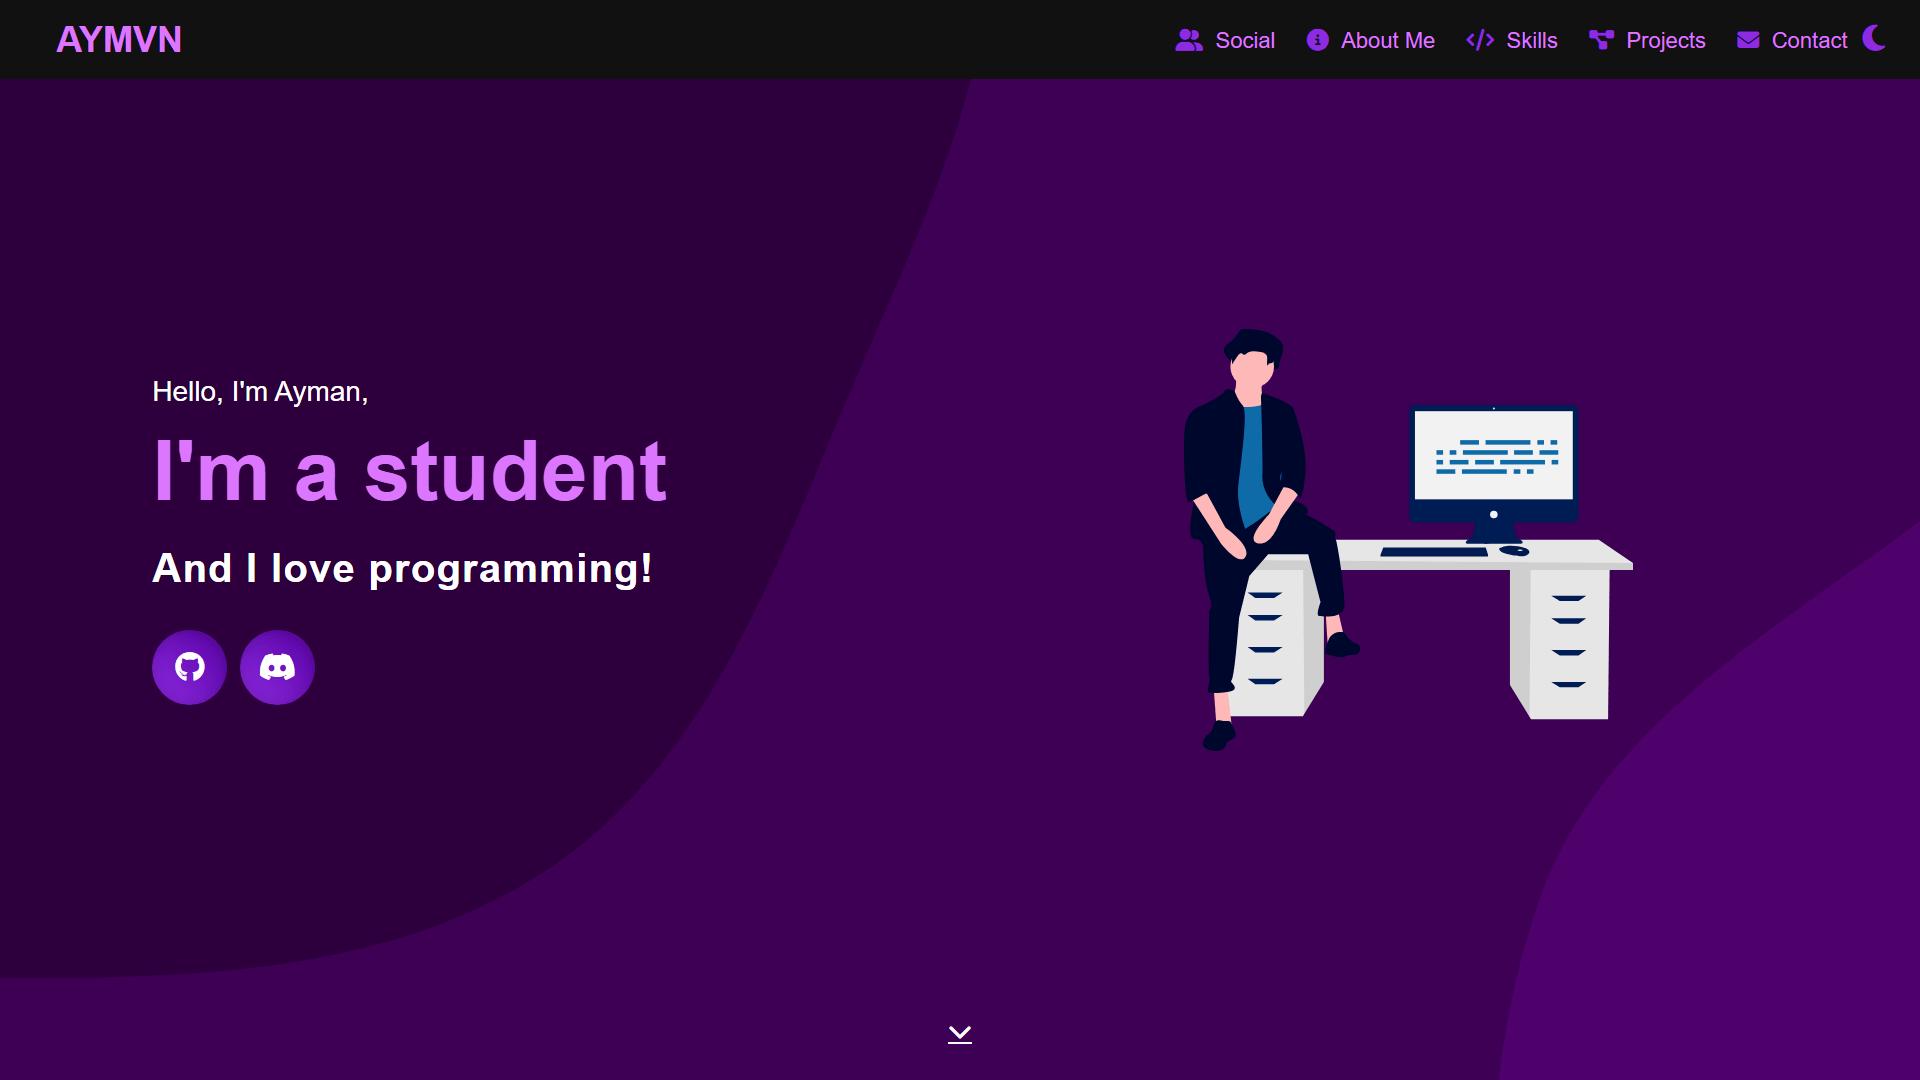 AYMVN
Social
About Me
Skills
Projects
Contact
Hello, I'm Ayman,
I'm a student
And I love programming!